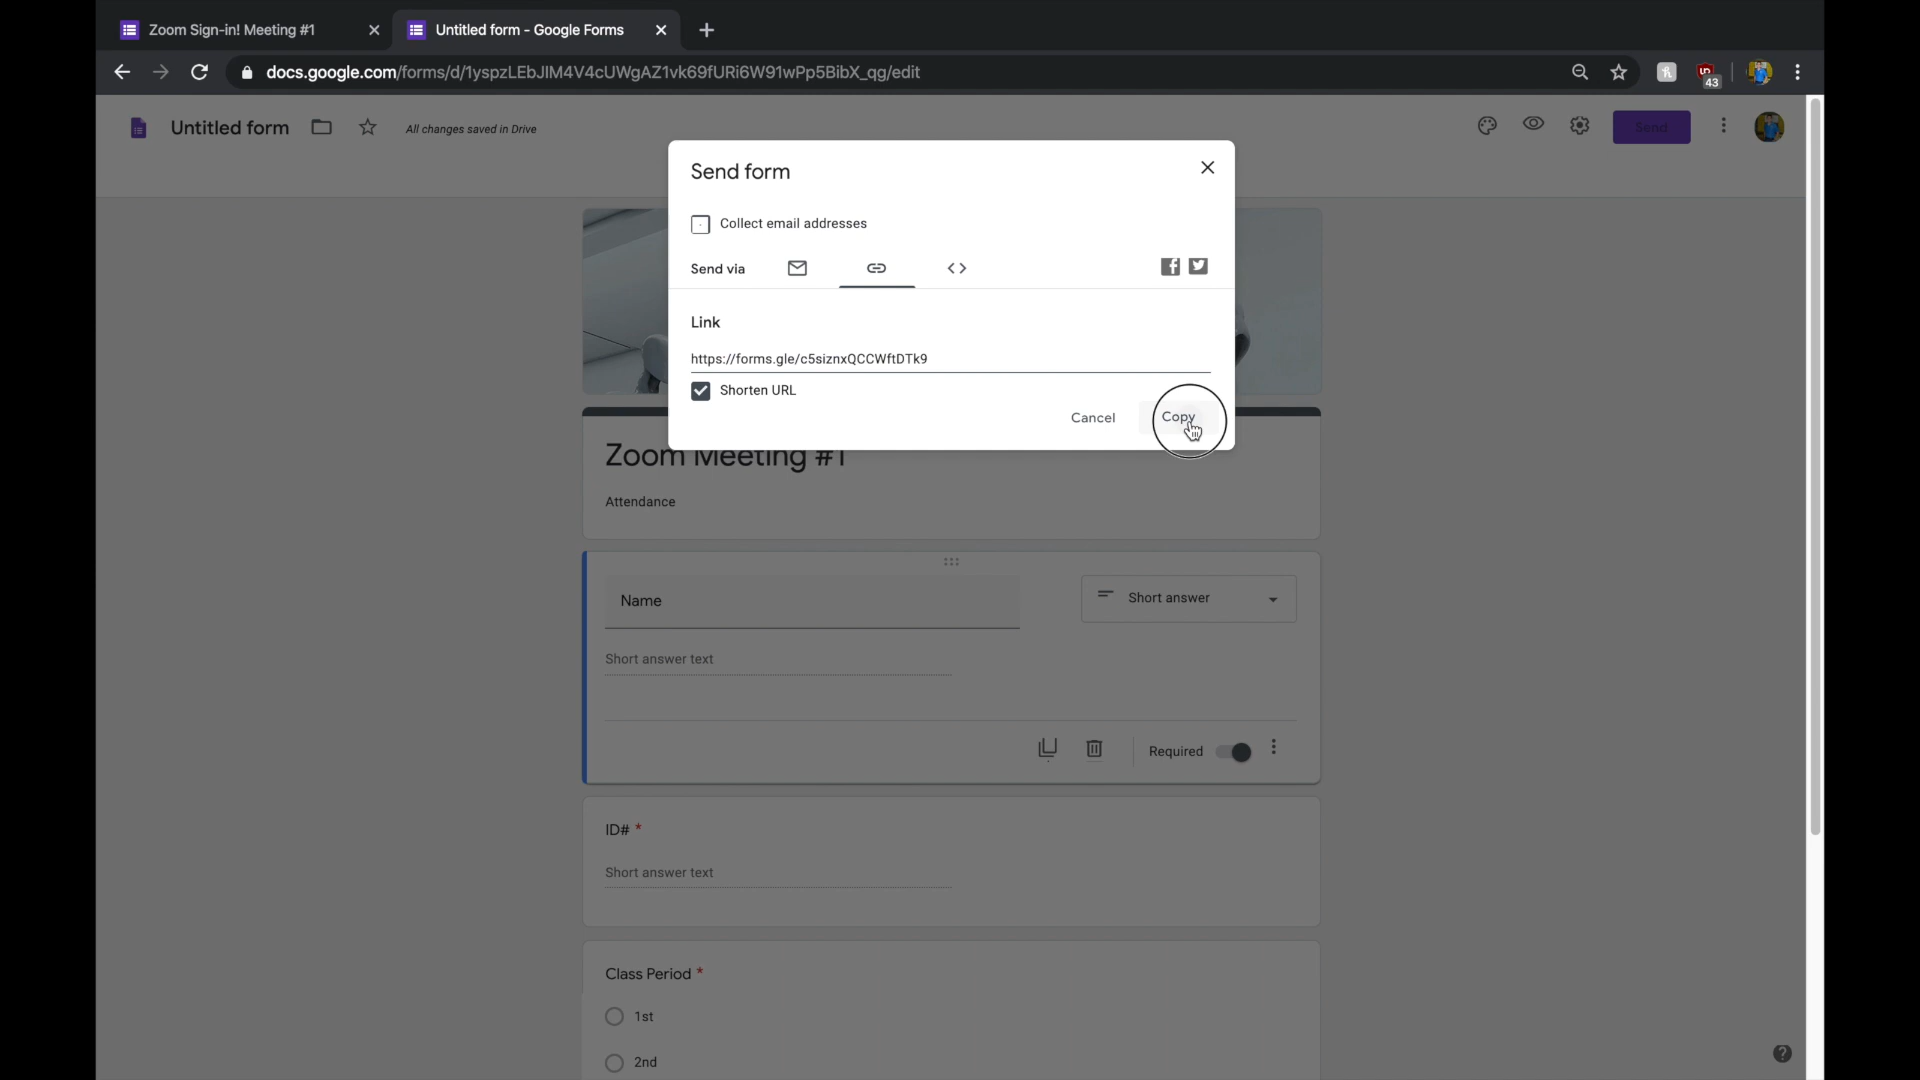 Zoom Sign-in! Meeting #1
Untitled form - Google Forms
docs.google.com/forms/d/1yspzLEbJIM4V4cUWgAZ1vk69fURi6W91wPp5BibX_qg/edit
43
Untitled form
All changes saved in Drive
Send
Send form
Collect email addresses
Send via
Link
https://forms.gle/c5siznxQCCWftDTk9
Shorten URL
Cancel
Copy
Zoom Meeting #1
Attendance
Name
Short answer
Short answer text
Required
ID# *
Short answer text
Class Period *
1st
2nd